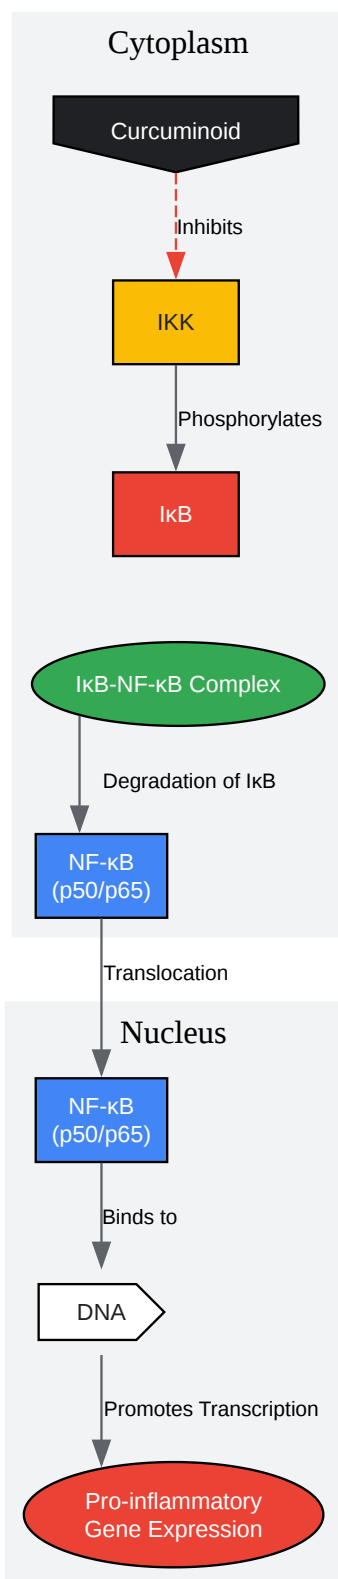 Cytoplasm
Curcuminoid
Inhibits
IKK
Phosphorylates
IκB
IκB-NF-κB Complex
Degradation of IκB
NF-κB
(p50/p65)
Translocation
Nucleus
NF-κB
(p50/p65)
Binds to
DNA
Promotes Transcription
Pro-inflammatory
Gene Expression